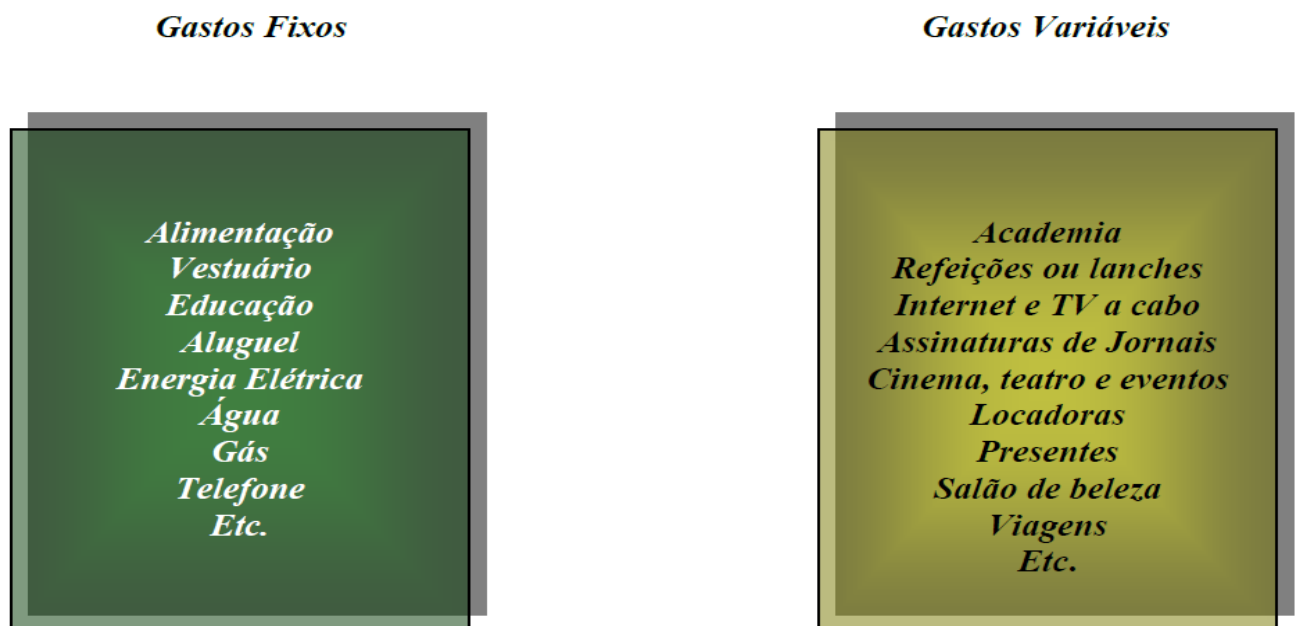 Gastos Fixos
Alimentação
Vestuário
Educação
Aluguel
Energia Elétrica
Água
Gás
Telefone
Etc.
Gastos Variáveis
Academia
Refeições ou lanches
Internet e TV a cabo
Assinaturas de Jornais
Cinema, teatro e eventos
Locadoras
Presentes
Salão de beleza
Viagens
Etc.